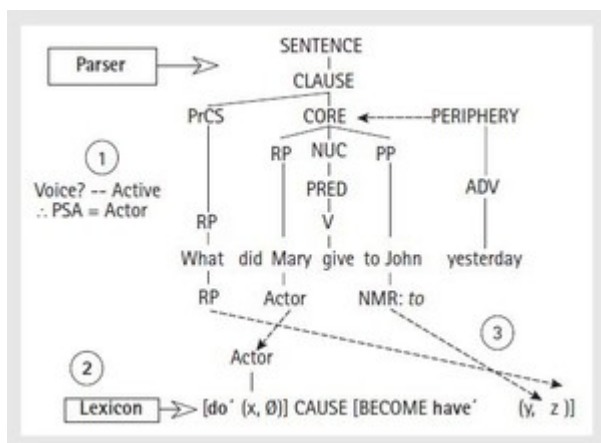 SENTENCE
Parser
CLAUSE
PrCS CORE PERIPHERY
1
RP NUC PP
Voice? -- Active
PRED ADV
∴ PSA = Actor
RP V
What did Mary give to John yesterday
RP Actor NMR: to
3
Actor
2
Lexicon [do´ (x, Ø)] CAUSE [BECOME have´ (y, z )]